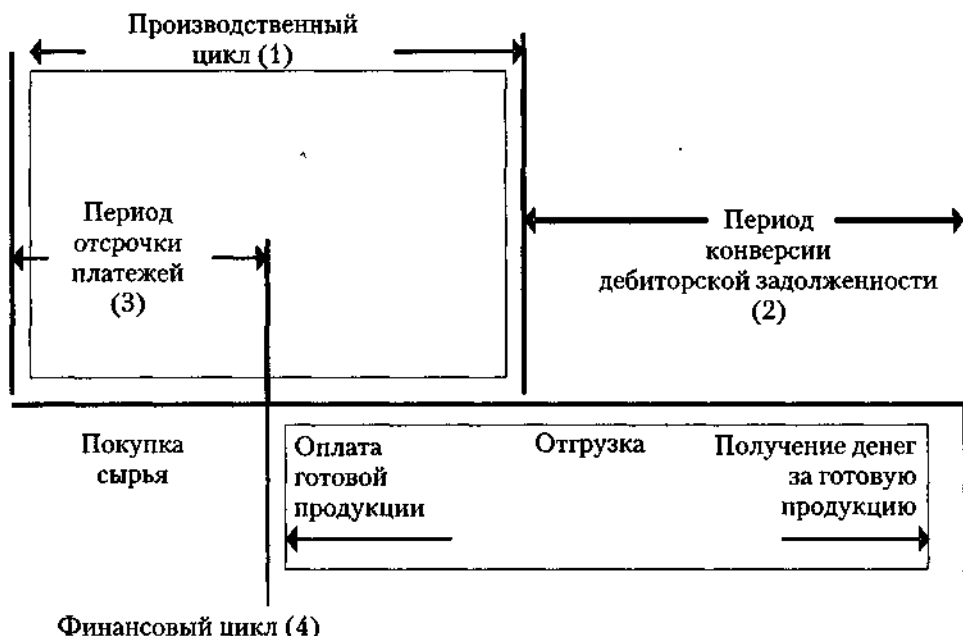 Производственный
цикл (1)
Период
отсрочки
платежей
(3)
Период
конверсии
дебиторской задолженности
(2)
Покупка
сырья
Оплата
готовой
продукции
Отгрузка
Получение денег
за готовую
продукцию
Финансовый цикл (4)